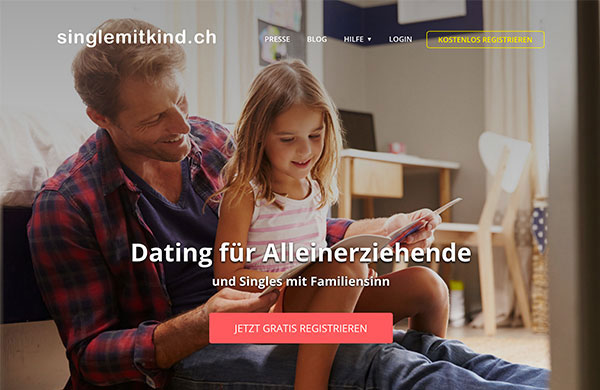 singlemitkind.ch
PRESSE BLOG HILFE ▼ LOGIN KOSTENLOS REGISTRIEREN
Dating für Alleinerziehende
und Singles mit Familiensinn
JETZT GRATIS REGISTRIEREN